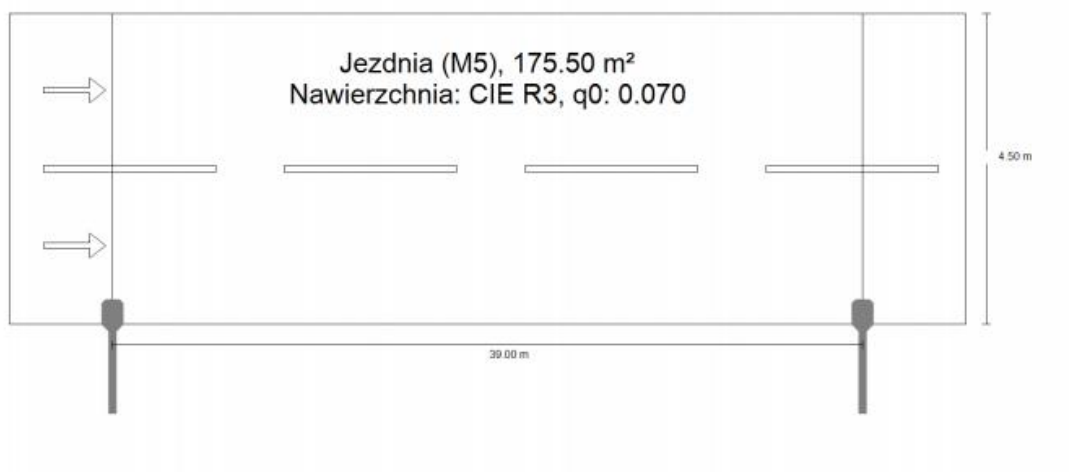 Jezdnia (M5), 175.50 m²
Nawierzchnia: CIE R3, q0: 0.070
4.50 m
39.00 m